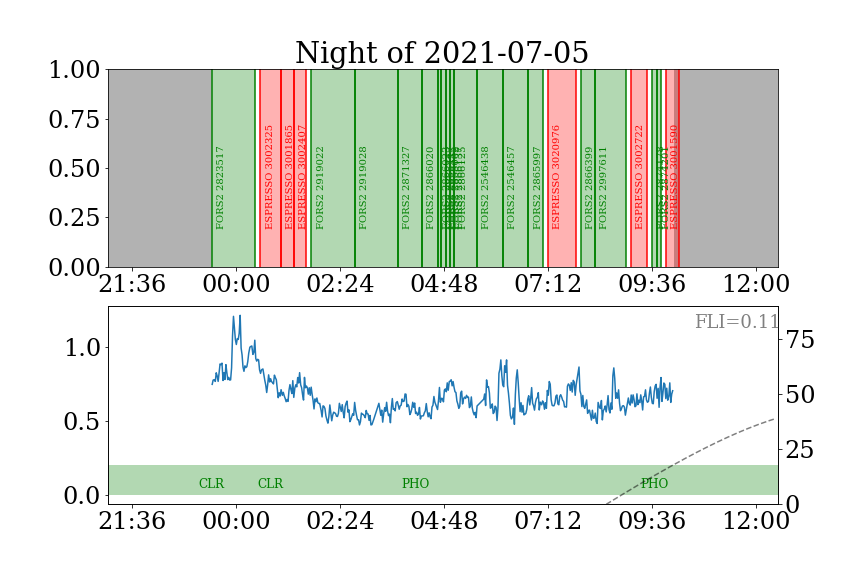 Night of 2021-07-05
1.00
0.75
0.50
0.25
0.00
FORS2 2823517
ESPRESSO 3002325
ESPRESSO 3001865
ESPRESSO 3002407
FORS2 2919022
FORS2 2919028
FORS2 2871327
FORS2 2866020
FORS2 2546438
FORS2 2546457
FORS2 2865997
ESPRESSO 3020976
FORS2 2866399
FORS2 2997611
ESPRESSO 3002722
ESPRESSO 3001590
21:36 00:00 02:24 04:48 07:12 09:36 12:00
FLI=0.11
1.0
0.5
0.0
75
50
25
0
CLR CLR PHO PHO
21:36 00:00 02:24 04:48 07:12 09:36 12:00